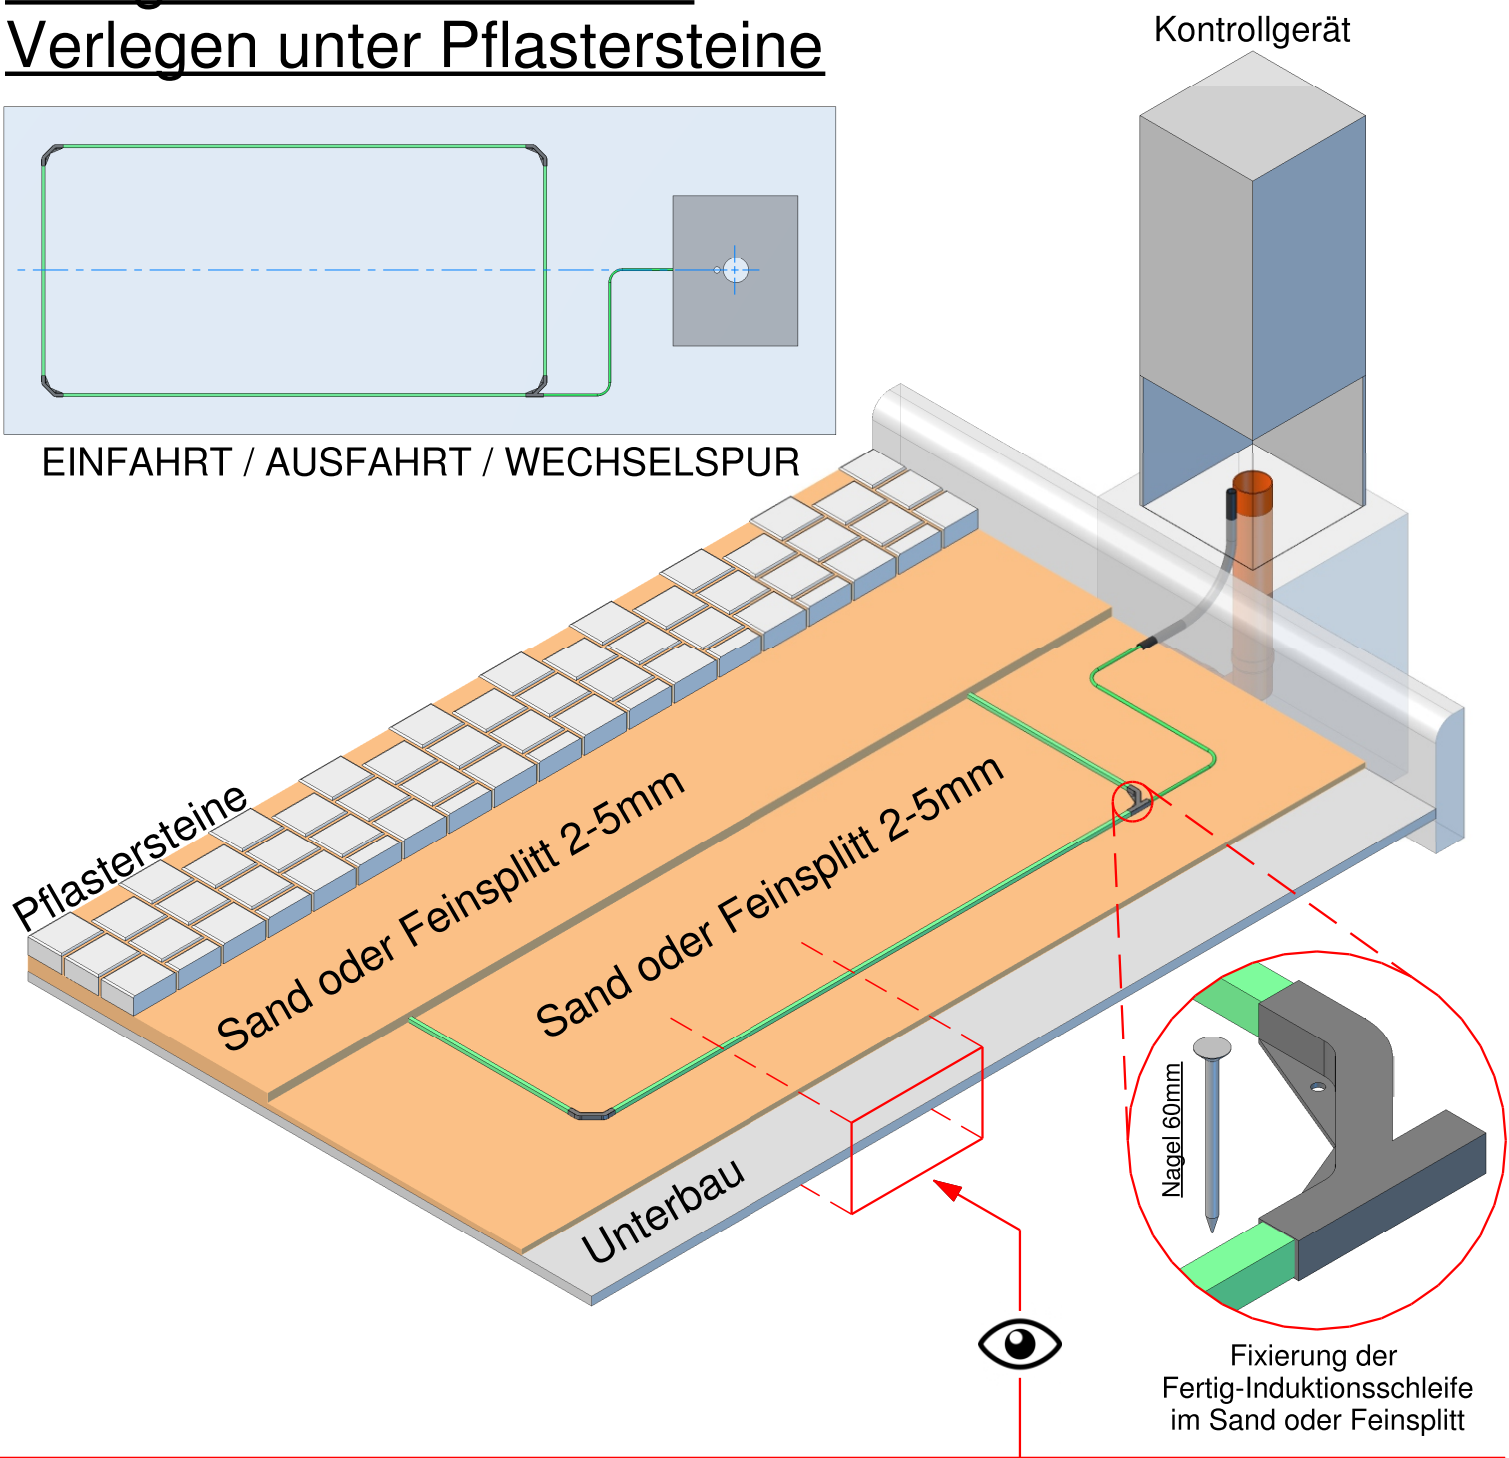 Verlegen unter Pflastersteine
Kontrollgerät
EINFAHRT / AUSFAHRT / WECHSELSPUR
Pflastersteine
Sand oder Feinsplitt 2-5mm
Sand oder Feinsplitt 2-5mm
Unterbau
Nagel 60mm
Fixierung der
Fertig-Induktionsschleife
im Sand oder Feinsplitt